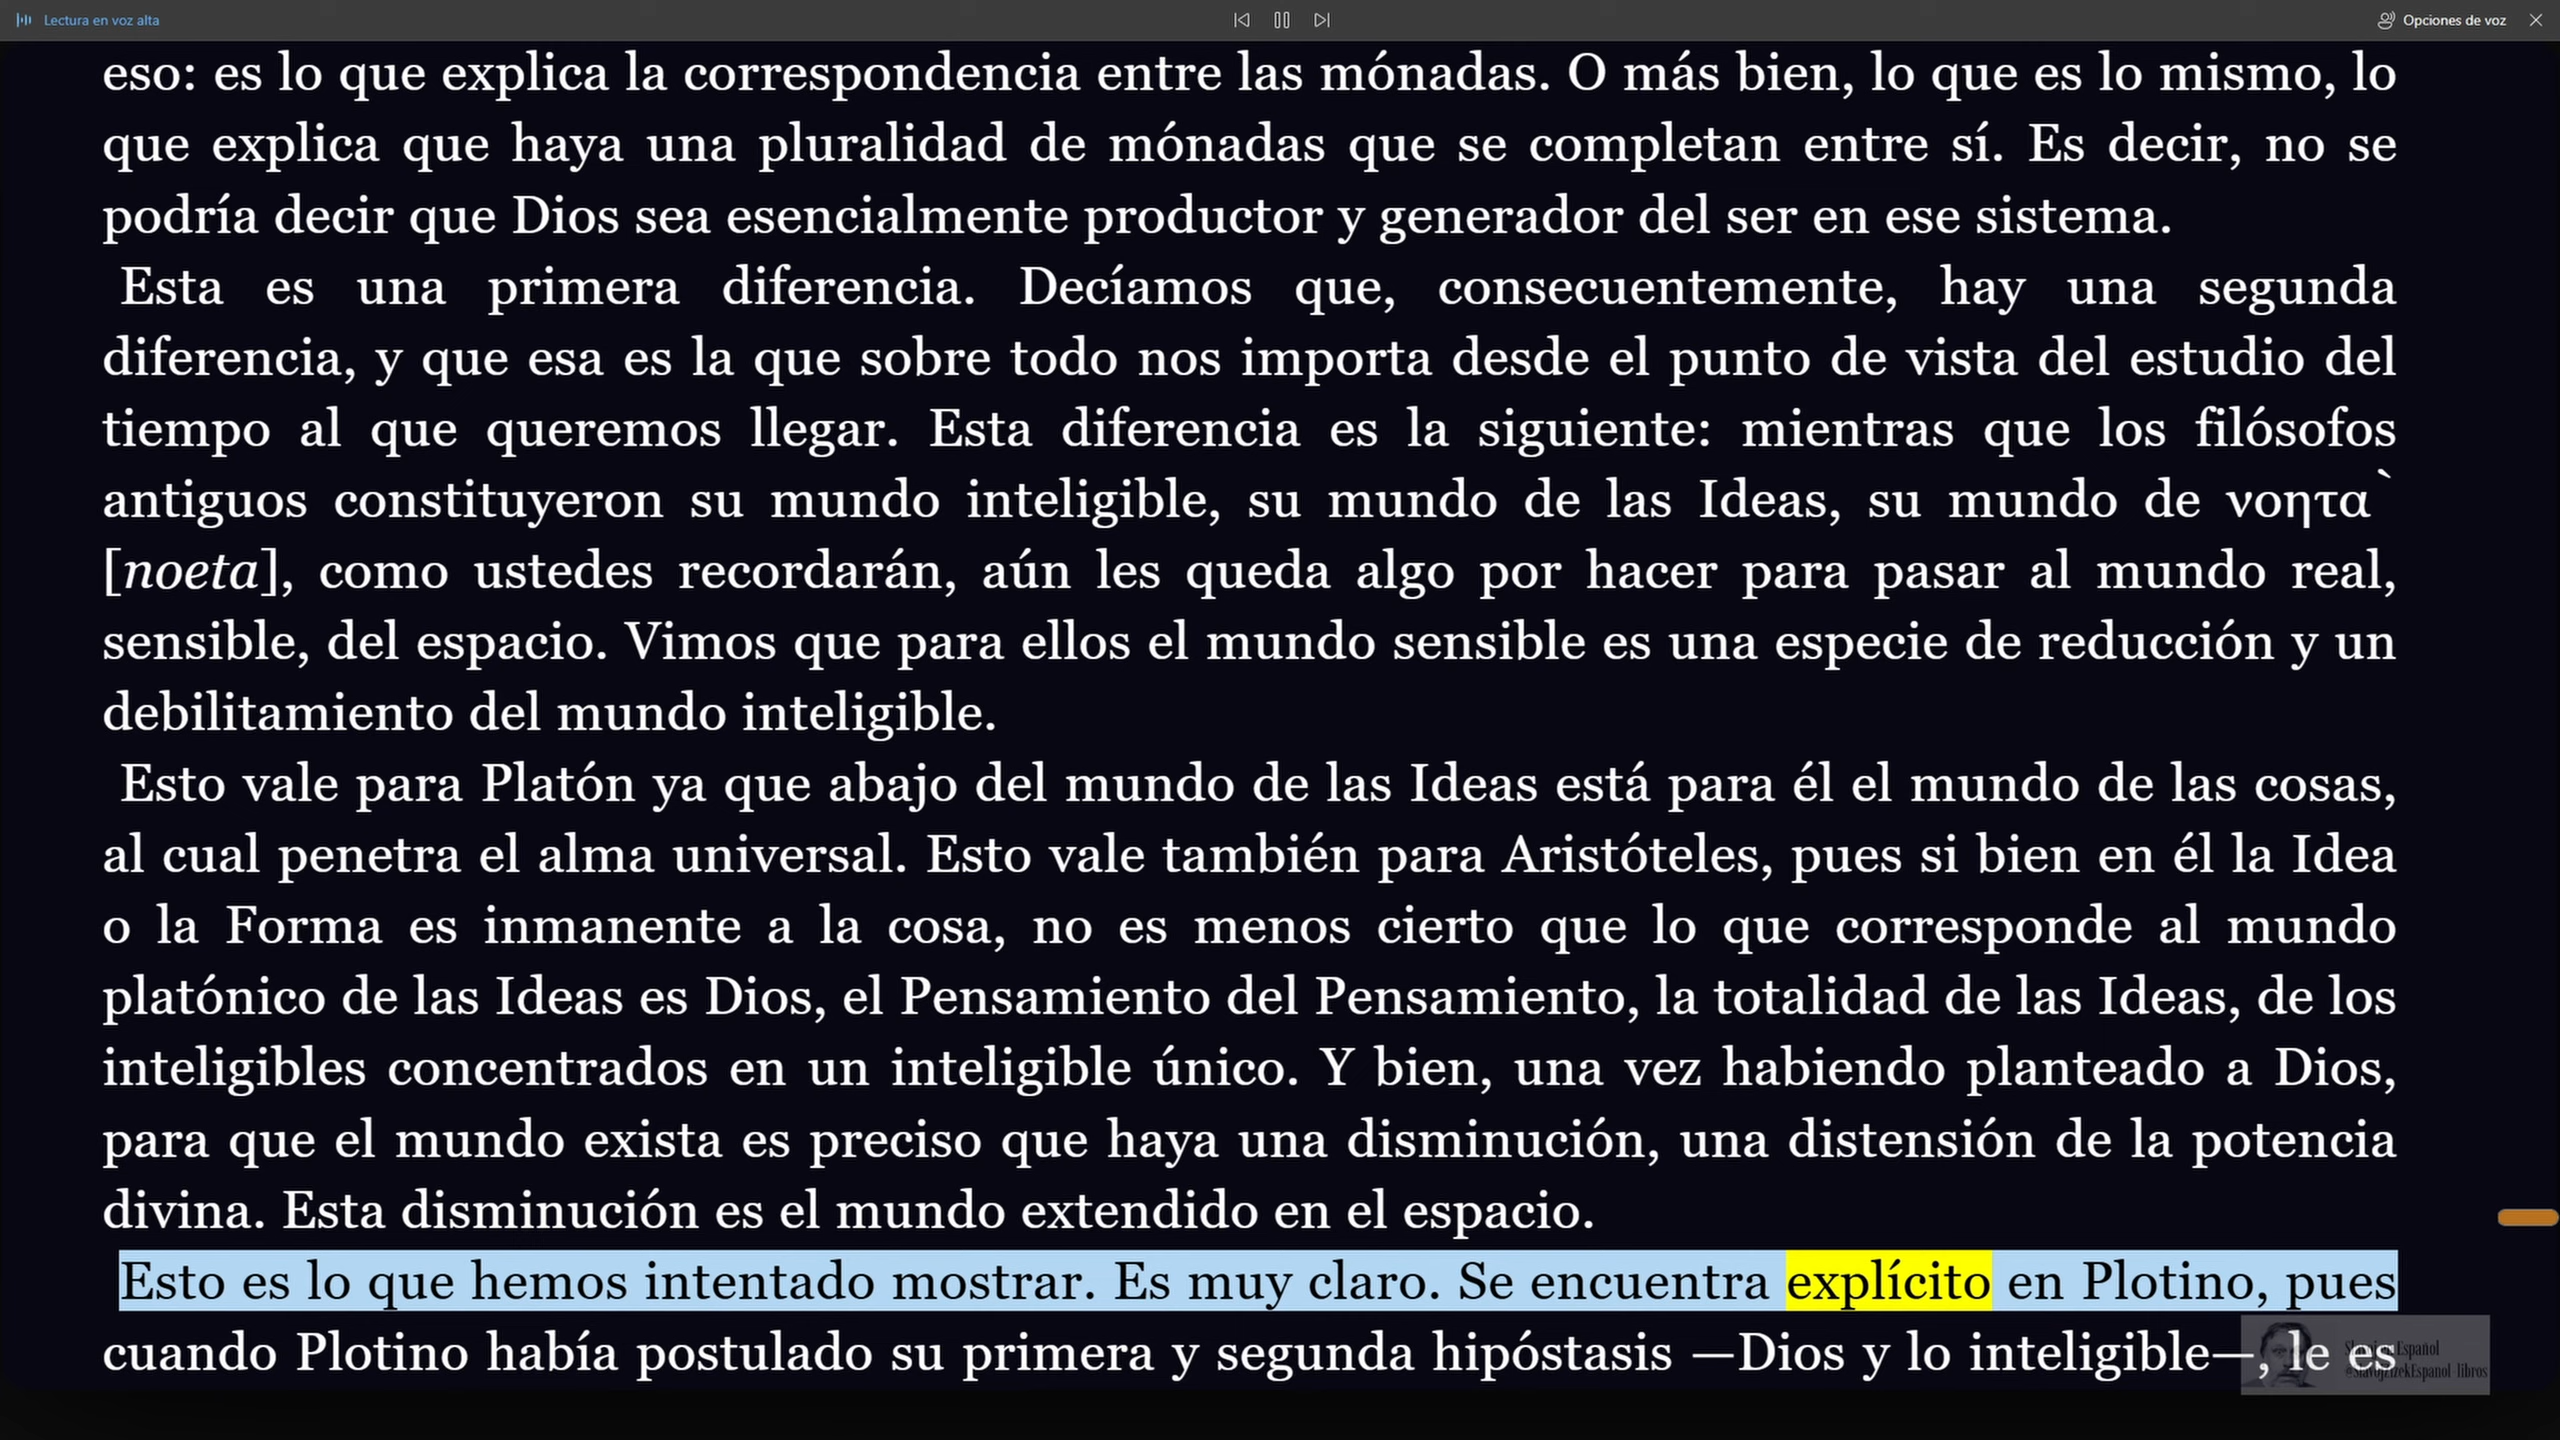 Lectura en voz alta
Opciones de voz
eso: es lo que explica la correspondencia entre las mónadas. O más bien, lo que es lo mismo, lo
que explica que haya una pluralidad de mónadas que se completan entre sí. Es decir, no se
podría decir que Dios sea esencialmente productor y generador del ser en ese sistema.
Esta es una primera diferencia. Decíamos que, consecuentemente, hay una segunda
diferencia, y que esa es la que sobre todo nos importa desde el punto de vista del estudio del
tiempo al que queremos llegar. Esta diferencia es la siguiente: mientras que los filósofos
antiguos constituyeron su mundo inteligible, su mundo de las Ideas, su mundo de νοητα`
[noeta], como ustedes recordarán, aún les queda algo por hacer para pasar al mundo real,
sensible, del espacio. Vimos que para ellos el mundo sensible es una especie de reducción y un
debilitamiento del mundo inteligible.
Esto vale para Platón ya que abajo del mundo de las Ideas está para él el mundo de las cosas,
al cual penetra el alma universal. Esto vale también para Aristóteles, pues si bien en él la Idea
o la Forma es inmanente a la cosa, no es menos cierto que lo que corresponde al mundo
platónico de las Ideas es Dios, el Pensamiento del Pensamiento, la totalidad de las Ideas, de los
inteligibles concentrados en un inteligible único. Y bien, una vez habiendo planteado a Dios,
para que el mundo exista es preciso que haya una disminución, una distensión de la potencia
divina. Esta disminución es el mundo extendido en el espacio.
Esto es lo que hemos intentado mostrar. Es muy claro. Se encuentra explícito en Plotino, pues
cuando Plotino había postulado su primera y segunda hipóstasis —Dios y lo inteligible—, le es
Español